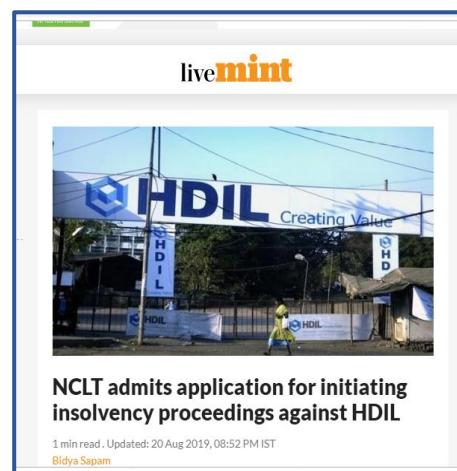 livemint
HDIL Creating Value
HDIL
HD
HDIL
HDIL
NCLT admits application for initiating
insolvency proceedings against HDIL
1 min read . Updated: 20 Aug 2019, 08:52 PM IST
Bidya Sapam